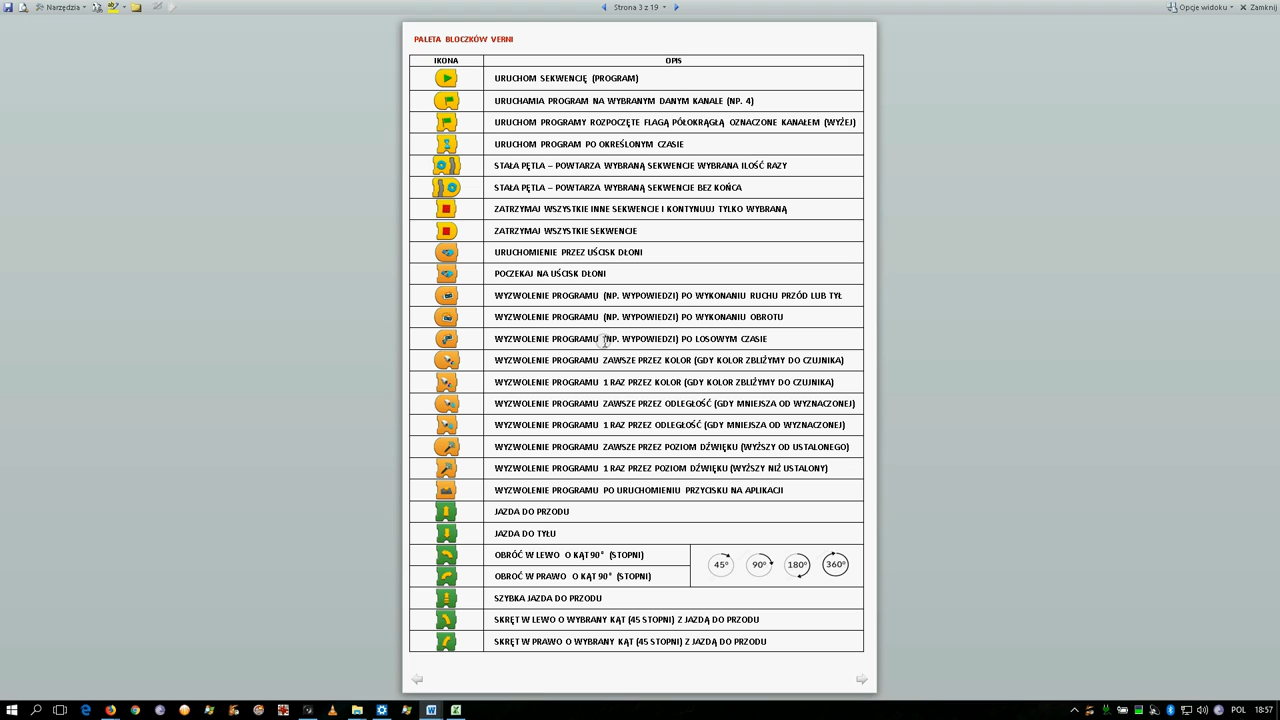 Narzędzia
Strona 3 z 19
Opcje widoku
Zamknij
PALETA BLOCZKÓW VERNI
IKONA OPIS
URUCHOM SEKWENCJĘ (PROGRAM)
URUCHAMIA PROGRAM NA WYBRANYM DANYM KANALE (NP. 4)
URUCHOM PROGRAMY ROZPOCZĘTE FLAGĄ PÓŁOKRĄGŁĄ OZNACZONE KANAŁEM (WYŻEJ)
URUCHOM PROGRAM PO OKREŚLONYM CZASIE
STAŁA PĘTLA – POWTARZA WYBRANĄ SEKWENCJE WYBRANA ILOŚĆ RAZY
STAŁA PĘTLA – POWTARZA WYBRANĄ SEKWENCJE BEZ KOŃCA
ZATRZYMAJ WSZYSTKIE INNE SEKWENCJE I KONTYNUUJ TYLKO WYBRANĄ
ZATRZYMAJ WSZYSTKIE SEKWENCJE
URUCHOMIENIE PRZEZ UŚCISK DŁONI
POCZEKAJ NA UŚCISK DŁONI
WYZWOLENIE PROGRAMU (NP. WYPOWIEDZI) PO WYKONANIU RUCHU PRZÓD LUB TYŁ
WYZWOLENIE PROGRAMU (NP. WYPOWIEDZI) PO WYKONANIU OBROTU
WYZWOLENIE PROGRAMU (NP. WYPOWIEDZI) PO LOSOWYM CZASIE
WYZWOLENIE PROGRAMU ZAWSZE PRZEZ KOLOR (GDY KOLOR ZBLIŻYMY DO CZUJNIKA)
WYZWOLENIE PROGRAMU 1 RAZ PRZEZ KOLOR (GDY KOLOR ZBLIŻYMY DO CZUJNIKA)
WYZWOLENIE PROGRAMU ZAWSZE PRZEZ ODLEGŁOŚĆ (GDY MNIEJSZA OD WYZNACZONEJ)
WYZWOLENIE PROGRAMU 1 RAZ PRZEZ ODLEGŁOŚĆ (GDY MNIEJSZA OD WYZNACZONEJ)
WYZWOLENIE PROGRAMU ZAWSZE PRZEZ POZIOM DŹWIĘKU (WYŻSZY OD USTALONEGO)
WYZWOLENIE PROGRAMU 1 RAZ PRZEZ POZIOM DŹWIĘKU (WYŻSZY NIŻ USTALONY)
WYZWOLENIE PROGRAMU PO URUCHOMIENIU PRZYCISKU NA APLIKACJI
JAZDA DO PRZODU
JAZDA DO TYŁU
OBRÓĆ W LEWO O KĄT 90° (STOPNI)
45° 90° 180° 360°
OBROĆ W PRAWO O KĄT 90° (STOPNI)
SZYBKA JAZDA DO PRZODU
SKRĘT W LEWO O WYBRANY KĄT (45 STOPNI) Z JAZDĄ DO PRZODU
SKRĘT W PRAWO O WYBRANY KĄT (45 STOPNI) Z JAZDĄ DO PRZODU
POL 18:57